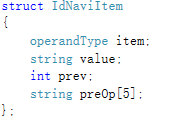 struct IdNaviItem
{
    operandType item;
    string value;
    int prev;
    string preOp[5];
};